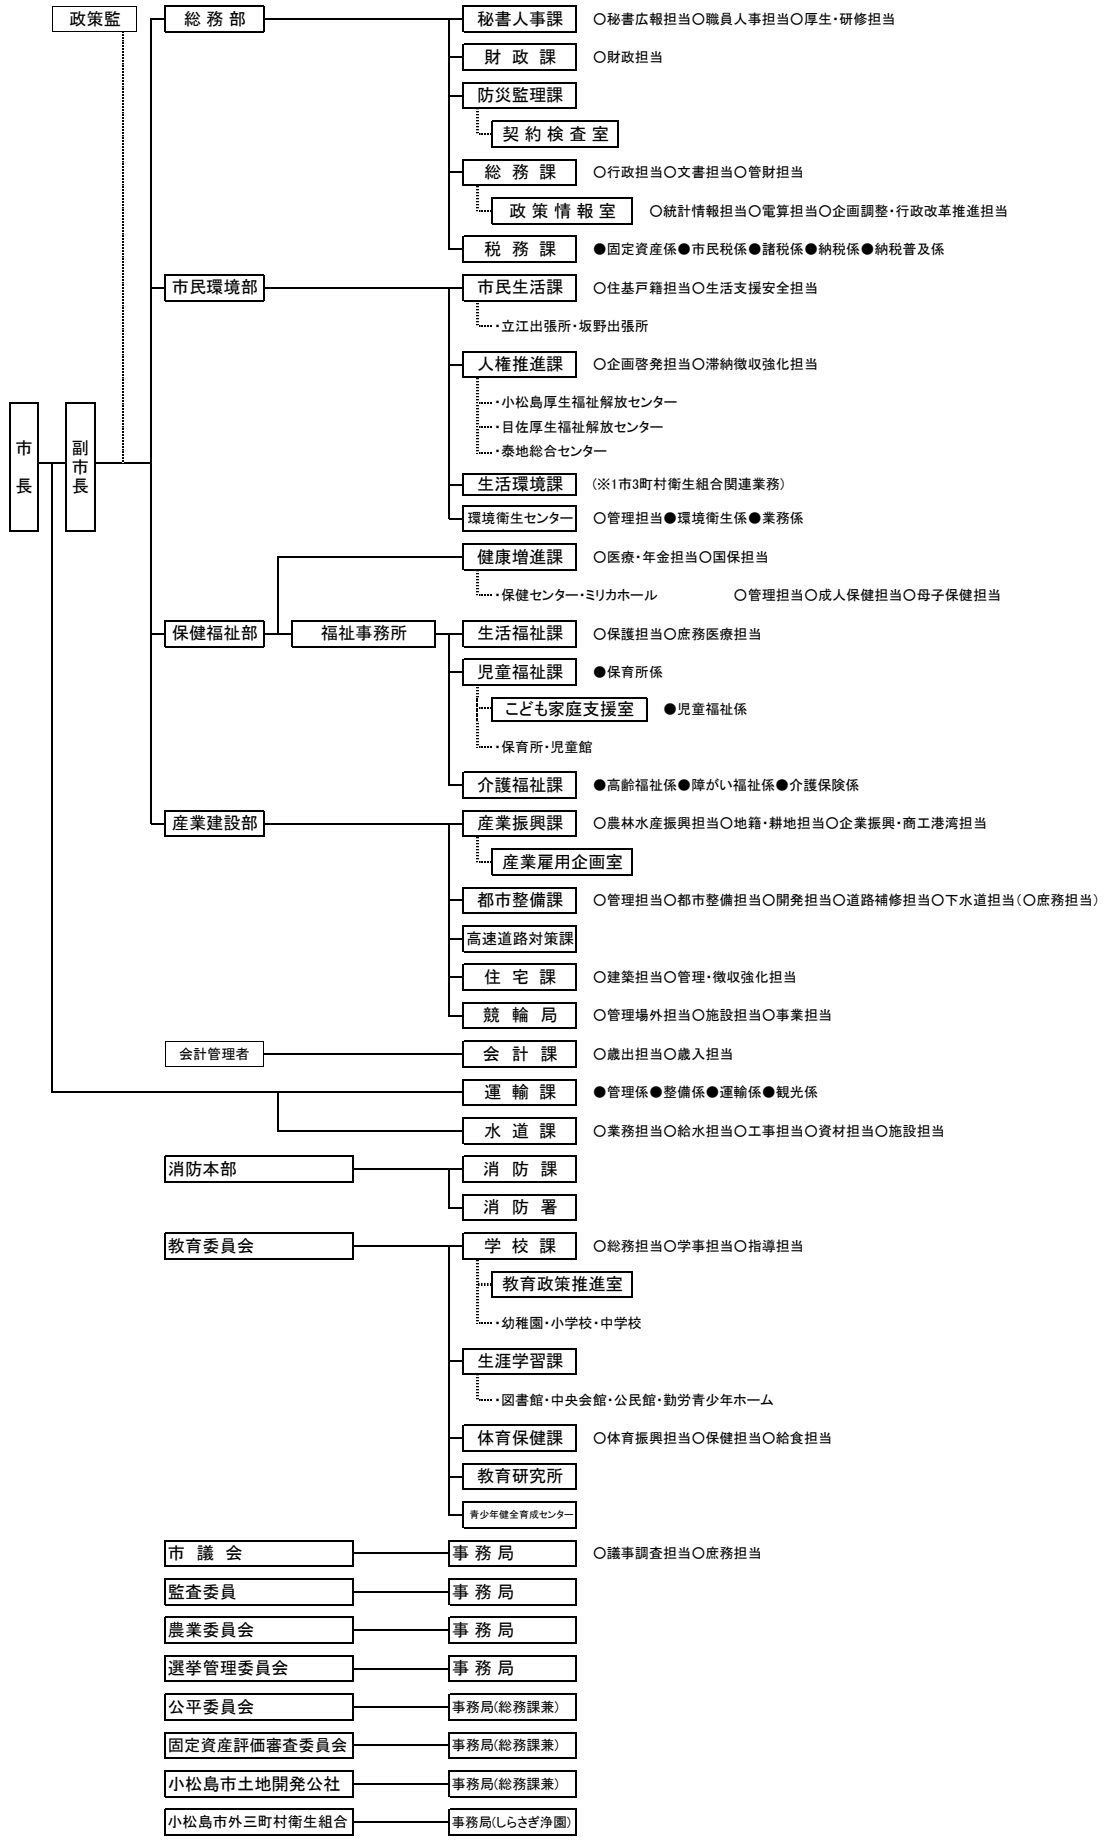 政策監 総務部 秘書人事課 ○秘書広報担当○職員人事担当○厚生・研修担当
財政課 ○財政担当
防災監理課
契約検査室
総務課 ○行政担当○文書担当○管財担当
政策情報室 ○統計情報担当○電算担当○企画調整・行政改革推進担当
税務課 ●固定資産係●市民税係●諸税係●納税係●納税普及係
市民環境部 市民生活課 ○住基戸籍担当○生活支援安全担当
・立江出張所・坂野出張所
人権推進課 ○企画啓発担当○滞納徴収強化担当
・小松島厚生福祉解放センター
・目佐厚生福祉解放センター
・泰地総合センター
市長 副市長
生活環境課 (※1市3町村衛生組合関連業務)
環境衛生センター ○管理担当●環境衛生係●業務係
健康増進課 ○医療・年金担当○国保担当
・保健センター・ミリカホール ○管理担当○成人保健担当○母子保健担当
保健福祉部 福祉事務所 生活福祉課 ○保護担当○庶務医療担当
児童福祉課 ●保育所係
こども家庭支援室 ●児童福祉係
・保育所・児童館
介護福祉課 ●高齢福祉係●障がい福祉係●介護保険係
産業建設部 産業振興課 ○農林水産振興担当○地籍・耕地担当○企業振興・商工港湾担当
産業雇用企画室
都市整備課 ○管理担当○都市整備担当○開発担当○道路補修担当○下水道担当(○庶務担当)
高速道路対策課
住宅課 ○建築担当○管理・徴収強化担当
競輪局 ○管理場外担当○施設担当○事業担当
会計管理者 会計課 ○歳出担当○歳入担当
運輸課 ●管理係●整備係●運輸係●観光係
水道課 ○業務担当○給水担当○工事担当○資材担当○施設担当
消防本部 消防課
消防署
教育委員会 学校課 ○総務担当○学事担当○指導担当
教育政策推進室
・幼稚園・小学校・中学校
生涯学習課
・図書館・中央会館・公民館・勤労青少年ホーム
体育保健課 ○体育振興担当○保健担当○給食担当
教育研究所
青少年健全育成センター
市議会 事務局 ○議事調査担当○庶務担当
監査委員 事務局
農業委員会 事務局
選挙管理委員会 事務局
公平委員会 事務局(総務課兼)
固定資産評価審査委員会 事務局(総務課兼)
小松島市土地開発公社 事務局(総務課兼)
小松島市外三町村衛生組合 事務局(しらさぎ浄園)